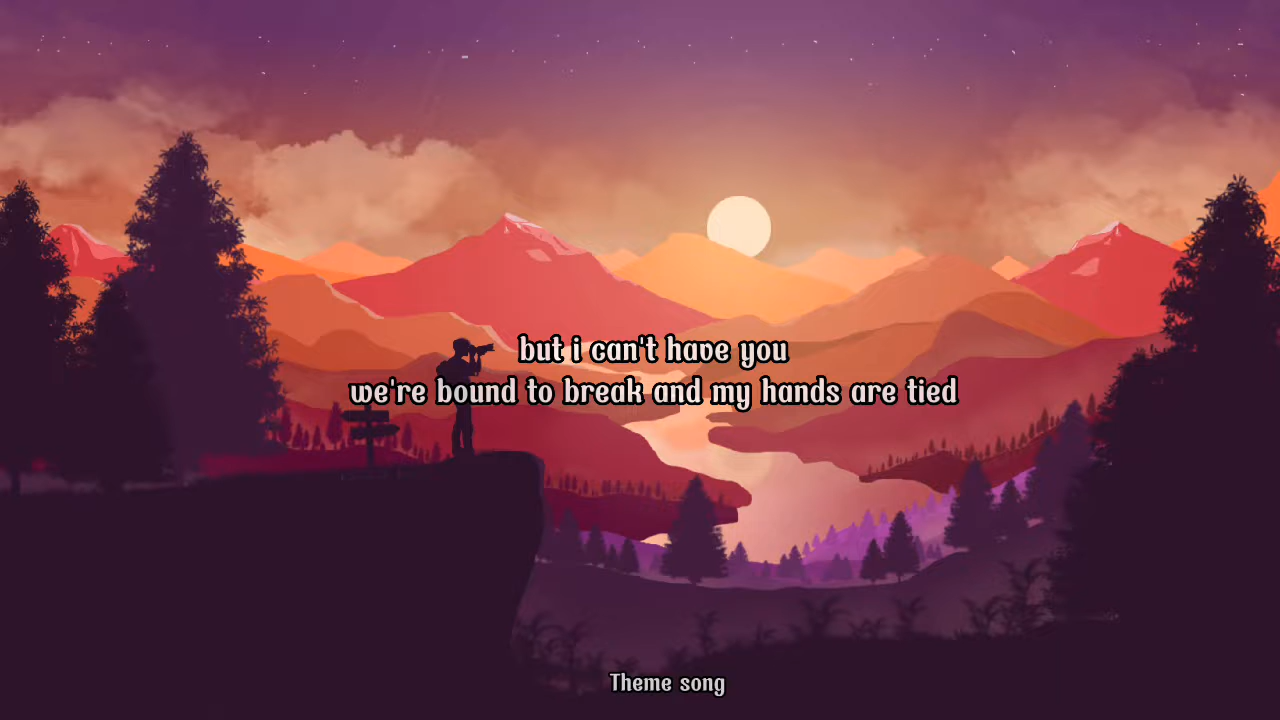 but i can't have you
we're bound to break and my hands are tied
Theme song